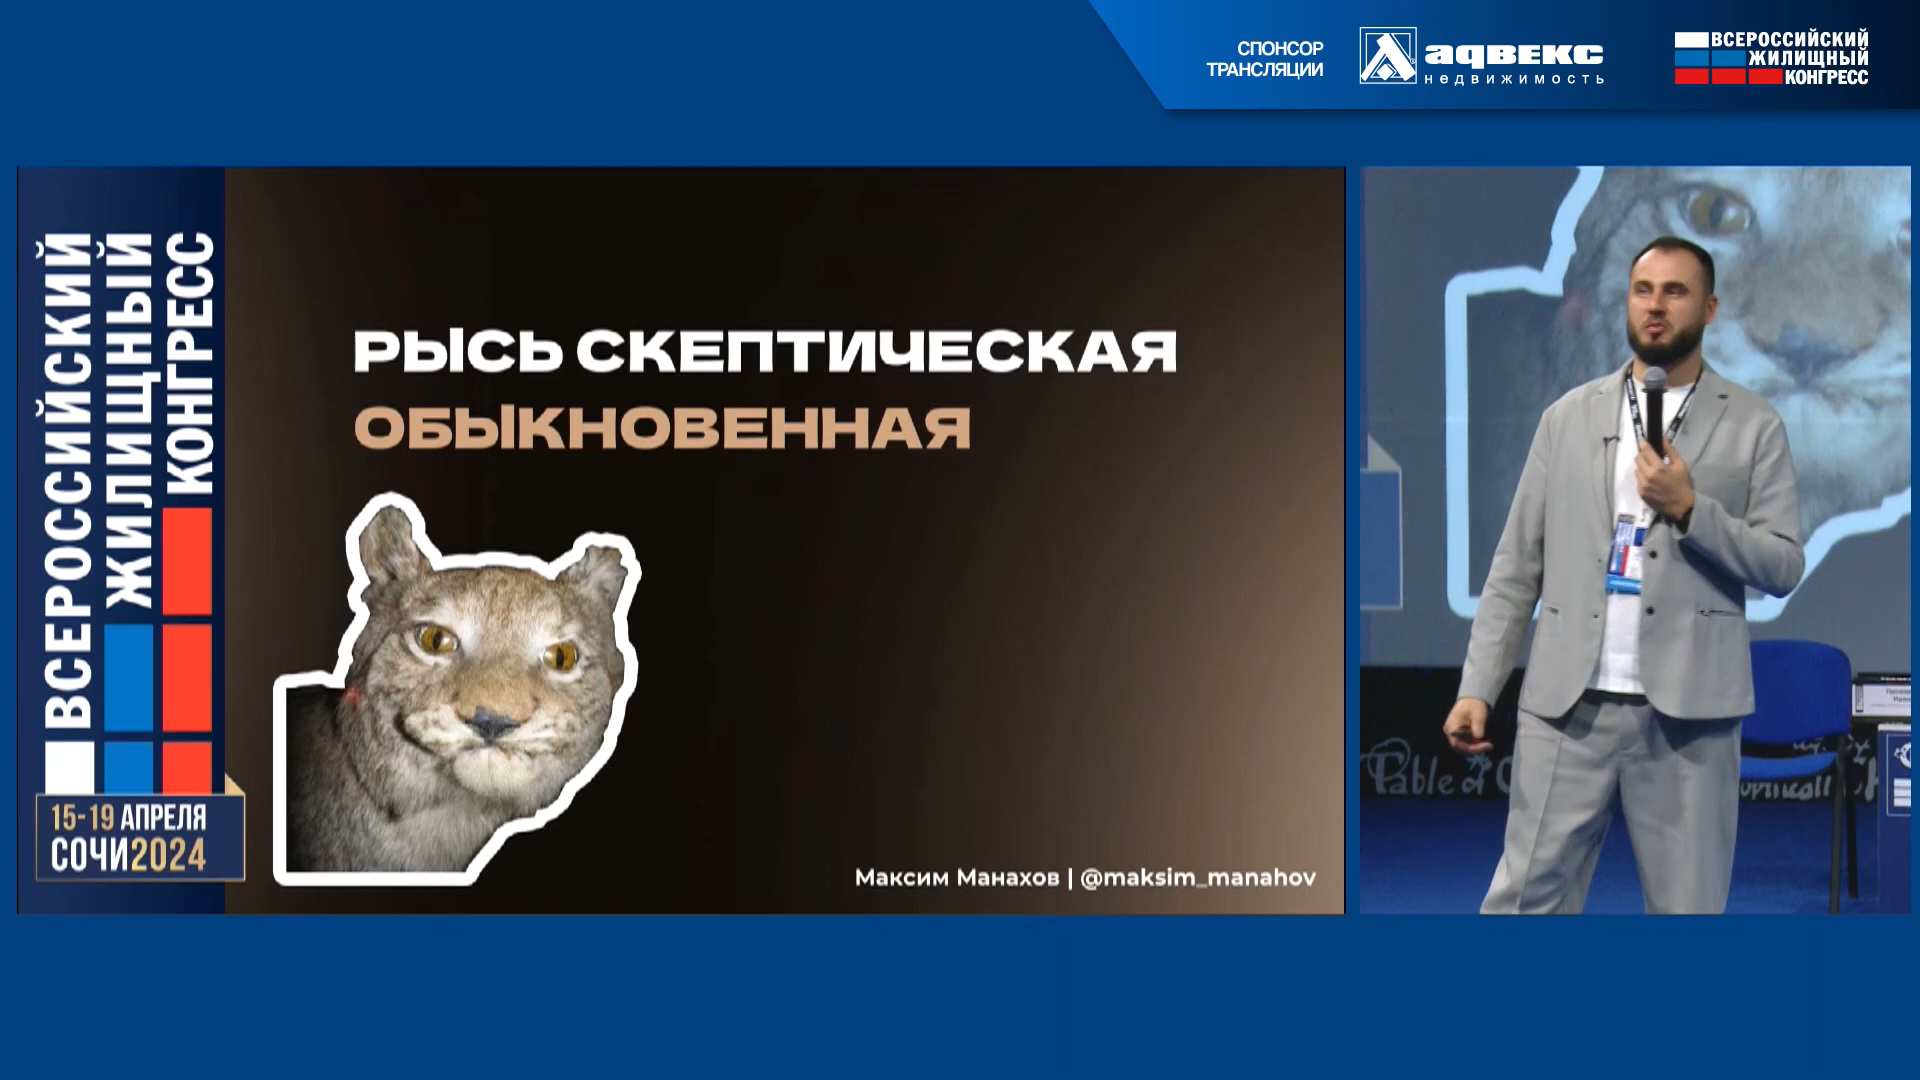 СПОНСОР
ТРАНСЛЯЦИИ
адвекс
недвижимость
ВСЕРОССИЙСКИЙ
ЖИЛИЩНЫЙ
КОНГРЕСС
ВСЕРОССИЙСКИЙ
ЖИЛИЩНЫЙ
КОНГРЕСС
15-19 АПРЕЛЯ
СОЧИ2024
РЫСЬ СКЕПТИЧЕСКАЯ
ОБЫКНОВЕННАЯ
Максим Манахов | @maksim_manahov